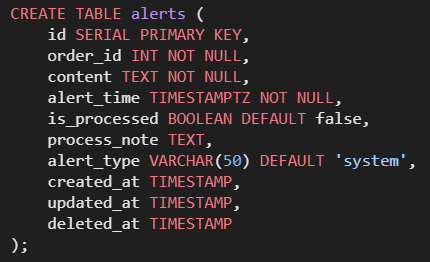 CREATE TABLE alerts (
    id SERIAL PRIMARY KEY,
    order_id INT NOT NULL,
    content TEXT NOT NULL,
    alert_time TIMESTAMPTZ NOT NULL,
    is_processed BOOLEAN DEFAULT false,
    process_note TEXT,
    alert_type VARCHAR(50) DEFAULT 'system',
    created_at TIMESTAMP,
    updated_at TIMESTAMP,
    deleted_at TIMESTAMP
);